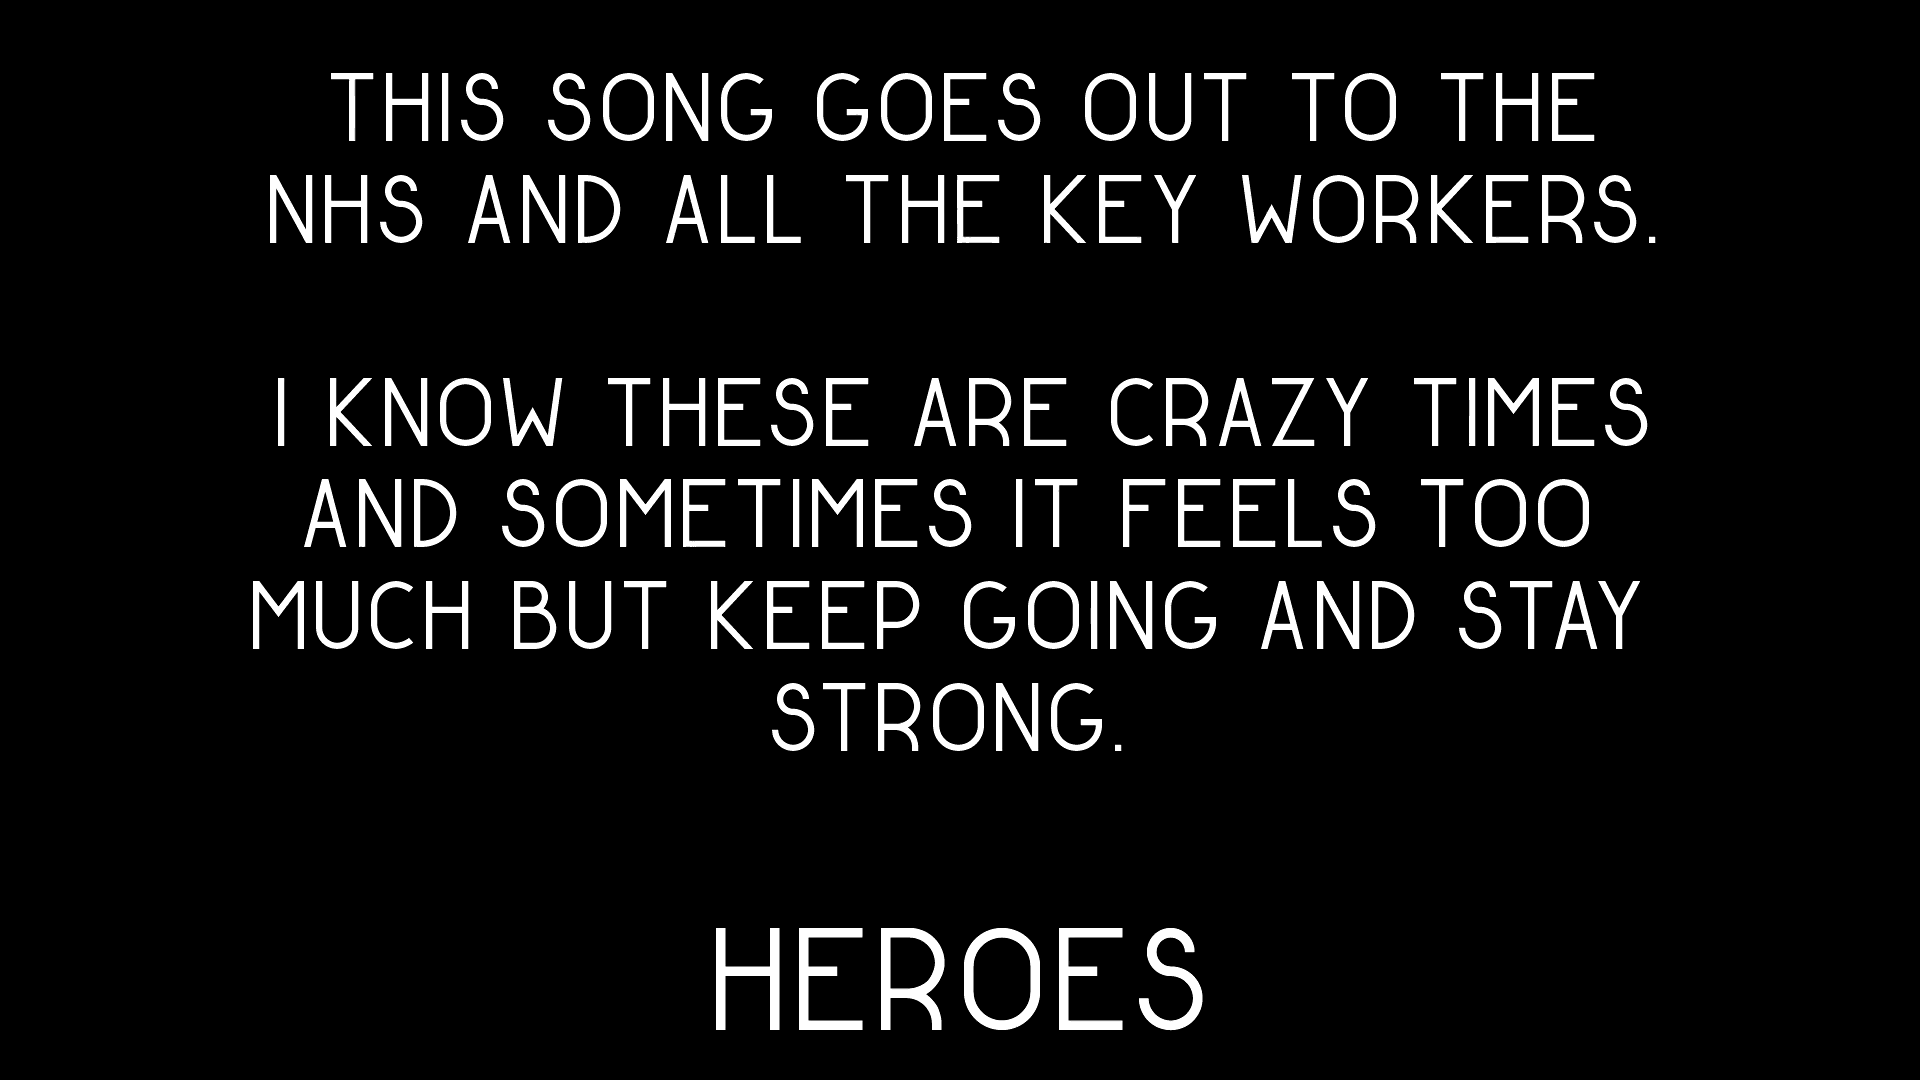 THIS SONG GOES OUT TO THE
NHS AND ALL THE KEY WORKERS.
I KNOW THESE ARE CRAZY TIMES
AND SOMETIMES IT FEELS TOO
MUCH BUT KEEP GOING AND STAY
STRONG.
HEROES